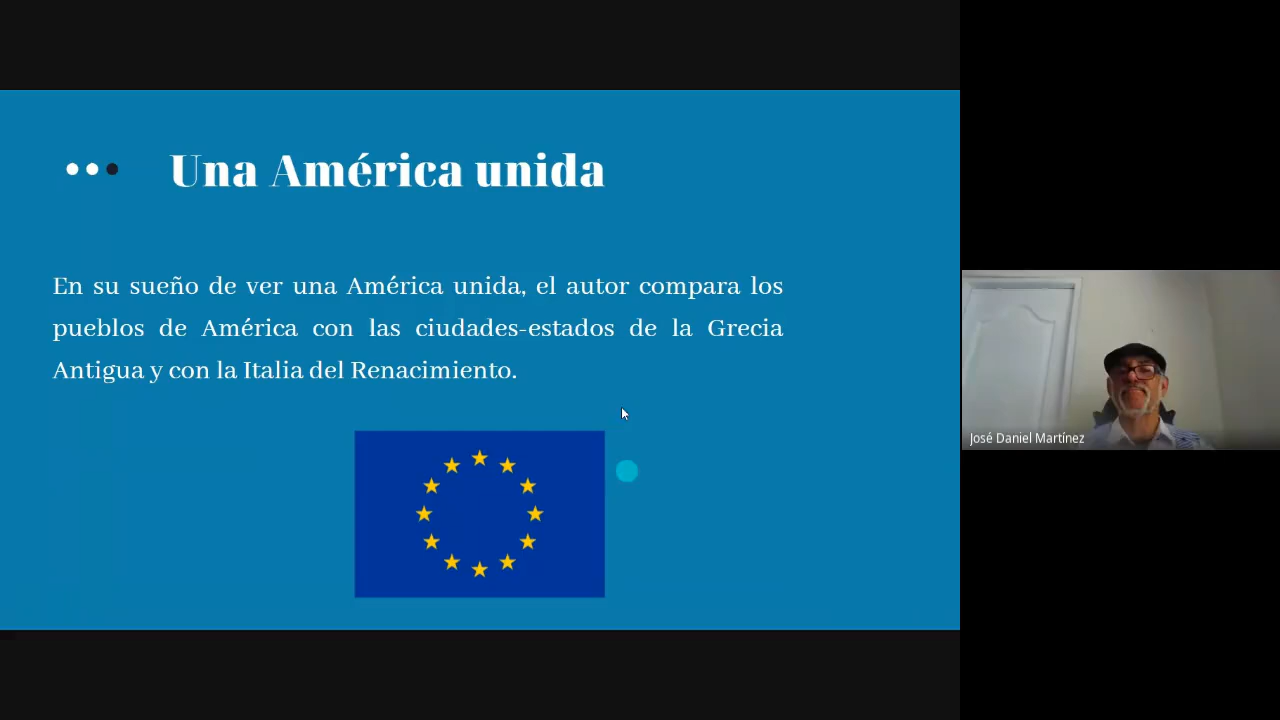 Una América unida
En su sueño de ver una América unida, el autor compara los
pueblos de América con las ciudades-estados de la Grecia
Antigua y con la Italia del Renacimiento.
José Daniel Martínez